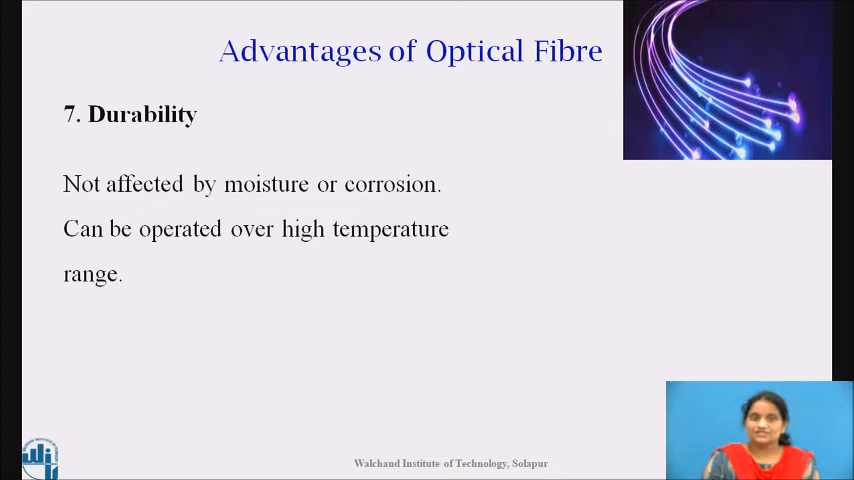 Advantages of Optical Fibre
7. Durability
Not affected by moisture or corrosion.
Can be operated over high temperature
range.
Walchand Institute of Technology, Solapur